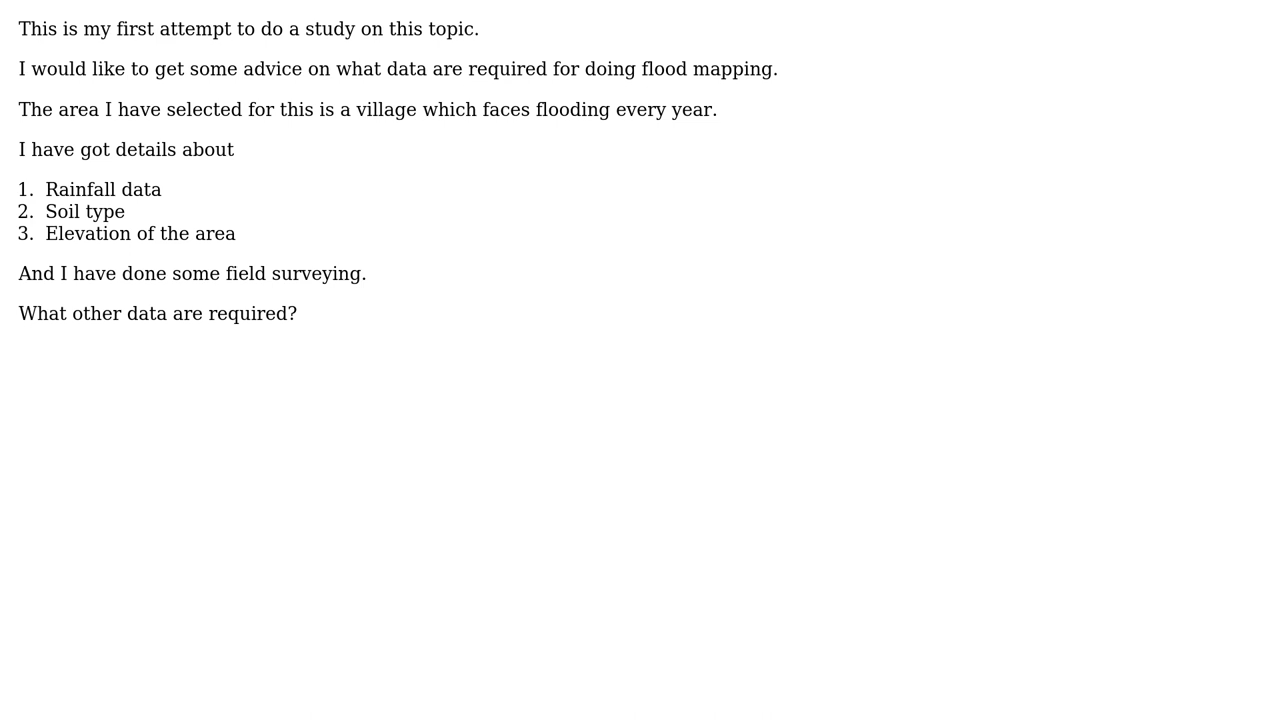 This is my first attempt to do a study on this topic.
I would like to get some advice on what data are required for doing flood mapping.
The area I have selected for this is a village which faces flooding every year.
I have got details about
1. Rainfall data
2. Soil type
3. Elevation of the area
And I have done some field surveying.
What other data are required?